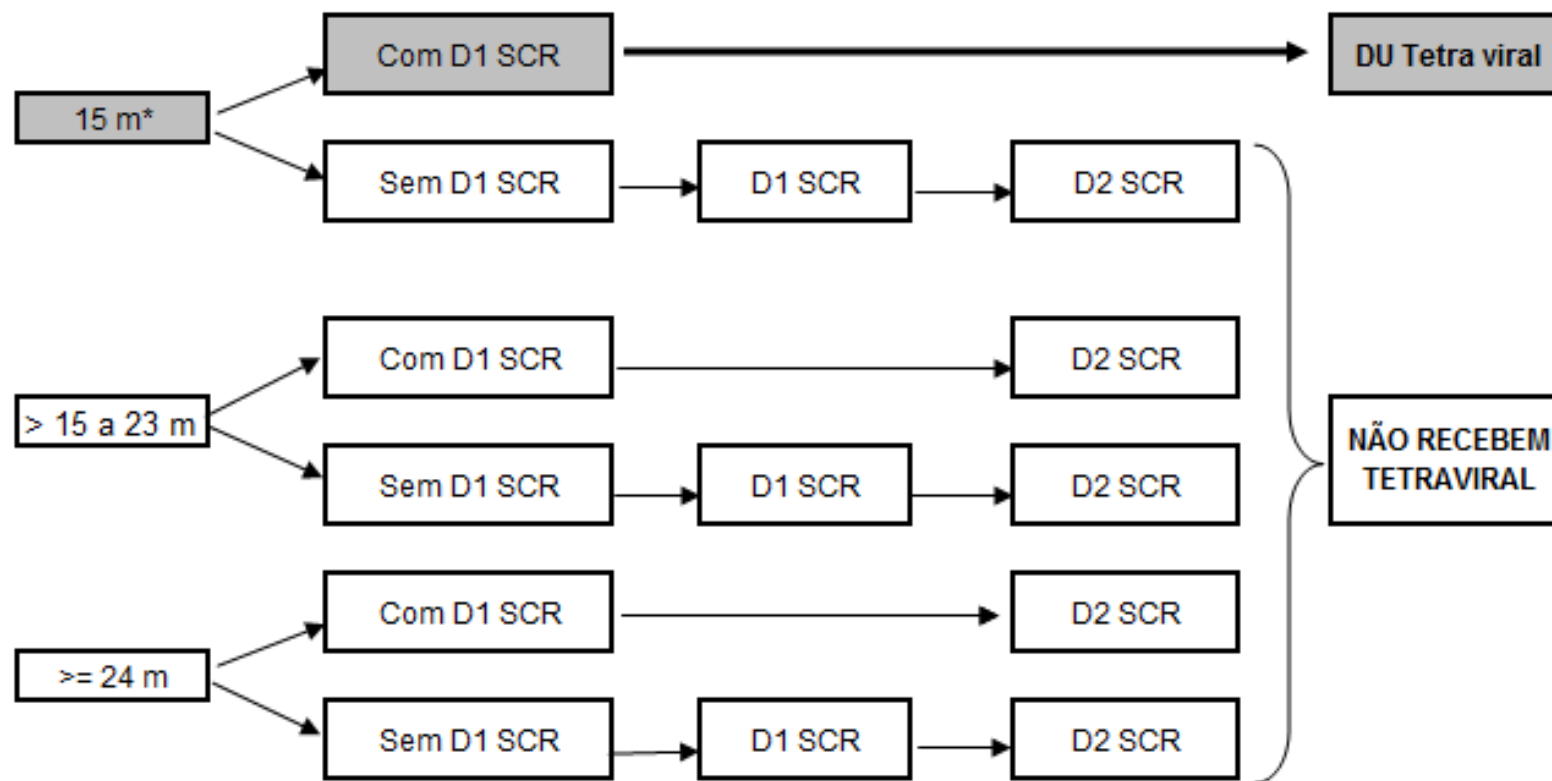 Com D1 SCR
DU Tetra viral
15 m*
Sem D1 SCR
D1 SCR
D2 SCR
Com D1 SCR
D2 SCR
> 15 a 23 m
NÃO RECEBEM
TETRAVIRAL
Sem D1 SCR
D1 SCR
D2 SCR
Com D1 SCR
D2 SCR
>= 24 m
Sem D1 SCR
D1 SCR
D2 SCR